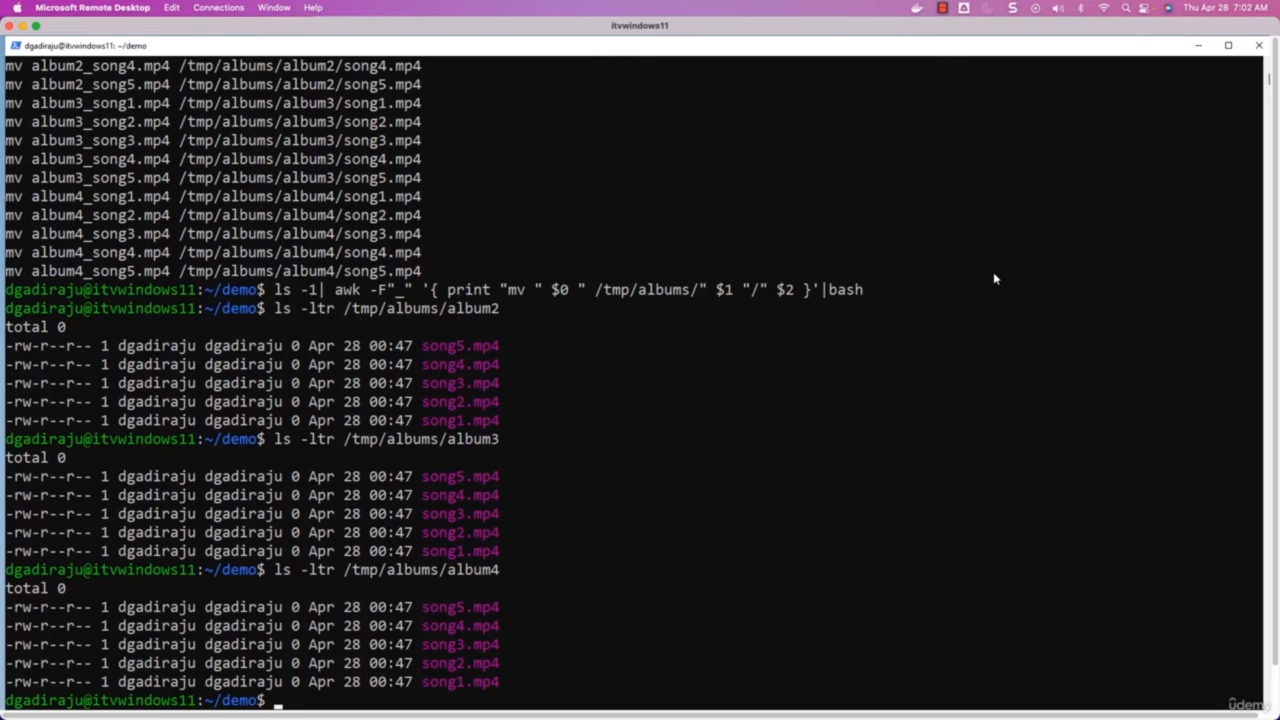 Microsoft Remote Desktop Edit Connections Window Help Thu Apr 28 7:02 AM
itvwindows11
dgadiraju@itvwindows11: ~/demo
mv album2_song4.mp4 /tmp/albums/album2/song4.mp4
mv album2_song5.mp4 /tmp/albums/album2/song5.mp4
mv album3_song1.mp4 /tmp/albums/album3/song1.mp4
mv album3_song2.mp4 /tmp/albums/album3/song2.mp4
mv album3_song3.mp4 /tmp/albums/album3/song3.mp4
mv album3_song4.mp4 /tmp/albums/album3/song4.mp4
mv album3_song5.mp4 /tmp/albums/album3/song5.mp4
mv album4_song1.mp4 /tmp/albums/album4/song1.mp4
mv album4_song2.mp4 /tmp/albums/album4/song2.mp4
mv album4_song3.mp4 /tmp/albums/album4/song3.mp4
mv album4_song4.mp4 /tmp/albums/album4/song4.mp4
mv album4_song5.mp4 /tmp/albums/album4/song5.mp4
dgadiraju@itvwindows11:~/demo$ ls -1| awk -F"_" '{ print "mv " $0 " /tmp/albums/" $1 "/" $2 }'|bash
dgadiraju@itvwindows11:~/demo$ ls -ltr /tmp/albums/album2
total 0
-rw-r--r-- 1 dgadiraju dgadiraju 0 Apr 28 00:47 song5.mp4
-rw-r--r-- 1 dgadiraju dgadiraju 0 Apr 28 00:47 song4.mp4
-rw-r--r-- 1 dgadiraju dgadiraju 0 Apr 28 00:47 song3.mp4
-rw-r--r-- 1 dgadiraju dgadiraju 0 Apr 28 00:47 song2.mp4
-rw-r--r-- 1 dgadiraju dgadiraju 0 Apr 28 00:47 song1.mp4
dgadiraju@itvwindows11:~/demo$ ls -ltr /tmp/albums/album3
total 0
-rw-r--r-- 1 dgadiraju dgadiraju 0 Apr 28 00:47 song5.mp4
-rw-r--r-- 1 dgadiraju dgadiraju 0 Apr 28 00:47 song4.mp4
-rw-r--r-- 1 dgadiraju dgadiraju 0 Apr 28 00:47 song3.mp4
-rw-r--r-- 1 dgadiraju dgadiraju 0 Apr 28 00:47 song2.mp4
-rw-r--r-- 1 dgadiraju dgadiraju 0 Apr 28 00:47 song1.mp4
dgadiraju@itvwindows11:~/demo$ ls -ltr /tmp/albums/album4
total 0
-rw-r--r-- 1 dgadiraju dgadiraju 0 Apr 28 00:47 song5.mp4
-rw-r--r-- 1 dgadiraju dgadiraju 0 Apr 28 00:47 song4.mp4
-rw-r--r-- 1 dgadiraju dgadiraju 0 Apr 28 00:47 song3.mp4
-rw-r--r-- 1 dgadiraju dgadiraju 0 Apr 28 00:47 song2.mp4
-rw-r--r-- 1 dgadiraju dgadiraju 0 Apr 28 00:47 song1.mp4
dgadiraju@itvwindows11:~/demo$
ûdemy